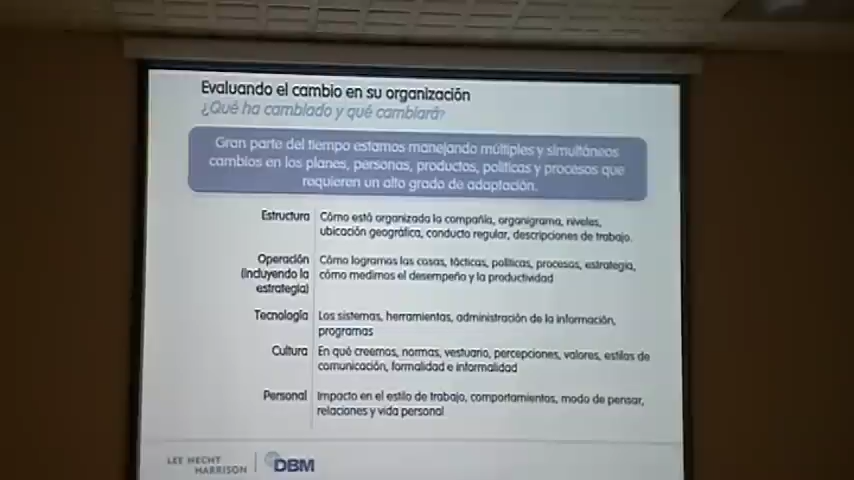 Evaluando el cambio en su organización
¿Qué ha cambiado y qué cambiará?
Gran parte del tiempo estamos manejando múltiples y simultáneos
cambios en los planes, personas, productos, políticas y procesos que
requieren un alto grado de adaptación.
Estructura Cómo está organizada la compañía, organigrama, niveles,
ubicación geográfica, conducto regular, descripciones de trabajo.
Operación Cómo logramos las cosas, tácticas, políticas, procesos, estrategia,
(Incluyendo la cómo medimos el desempeño y la productividad
estrategia)
Tecnología Los sistemas, herramientas, administración de la información,
programas
Cultura En qué creemos, normas, vestuario, percepciones, valores, estilos de
comunicación, formalidad e informalidad
Personal Impacto en el estilo de trabajo, comportamientos, modo de pensar,
relaciones y vida personal
LEE HECHT
HARRISON
DBM